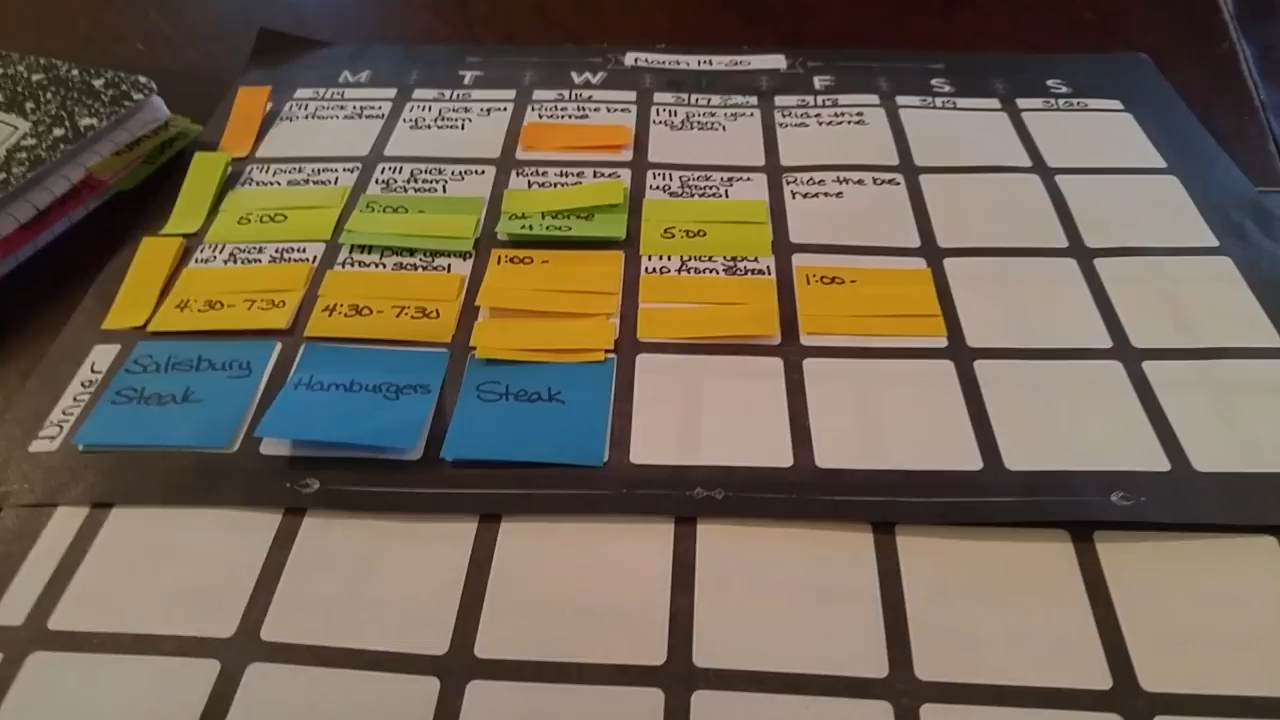 March 14-20
M T W F S S
3/14 3/15 3/16 3/17 3/18 3/19 3/20
I'll pick you
up from school
I'll pick you
up from
school
Ride the bus
home
I'll pick you
up from
school
Ride the
bus home
I'll pick you up
from school
5:00
I'll pick you
up from
school
5:00 -
Ride the bus
home
at home
4:00
I'll pick you
up from
school
5:00
Ride the bus
home
I'll pick you
up from school
4:30-7:30
I'll pick you up
from school
4:30-7:30
1:00 -
I'll pick you
up from school
1:00 -
Dinner
Salisbury
Steak
Hamburgers
Steak